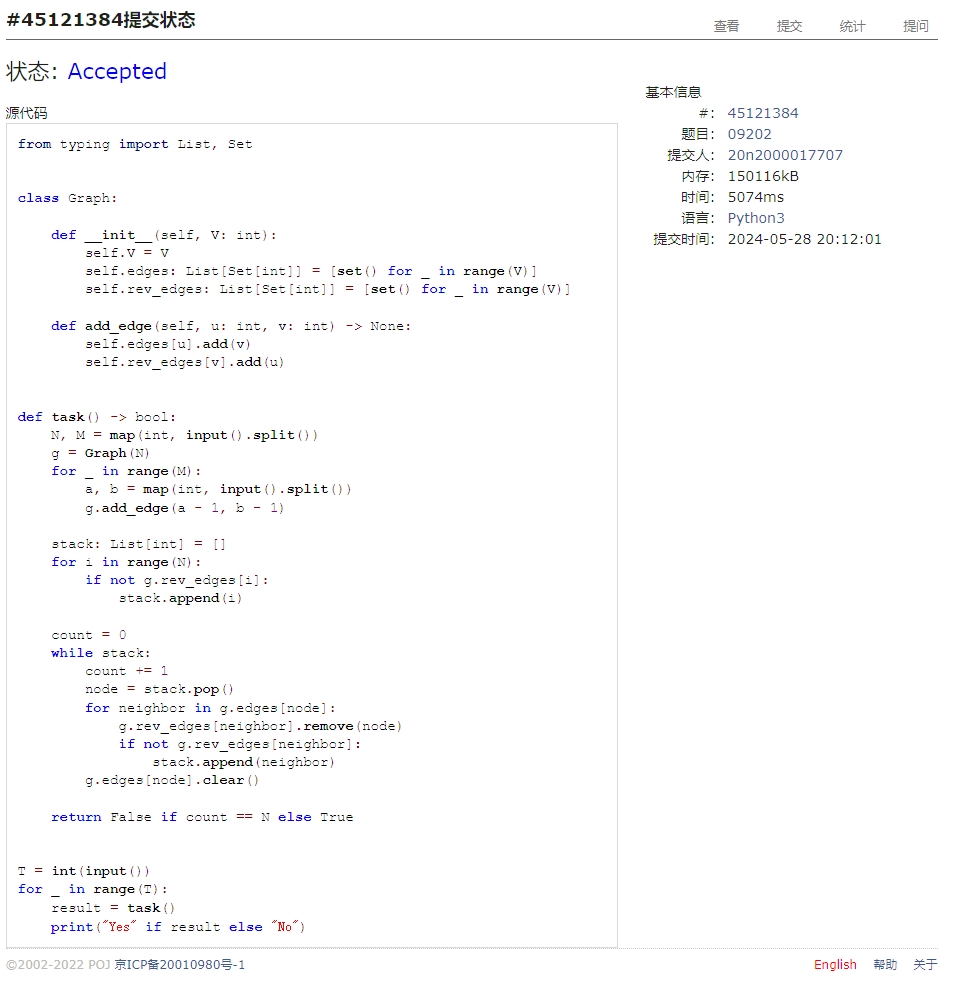 #45121384提交状态
查看 提交 统计 提问
状态: Accepted
源代码
from typing import List, Set
class Graph:
    def __init__(self, V: int):
        self.V = V
        self.edges: List[Set[int]] = [set() for _ in range(V)]
        self.rev_edges: List[Set[int]] = [set() for _ in range(V)]
    def add_edge(self, u: int, v: int) -> None:
        self.edges[u].add(v)
        self.rev_edges[v].add(u)
def task() -> bool:
    N, M = map(int, input().split())
    g = Graph(N)
    for _ in range(M):
        a, b = map(int, input().split())
        g.add_edge(a - 1, b - 1)
    stack: List[int] = []
    for i in range(N):
        if not g.rev_edges[i]:
            stack.append(i)
    count = 0
    while stack:
        count += 1
        node = stack.pop()
        for neighbor in g.edges[node]:
            g.rev_edges[neighbor].remove(node)
            if not g.rev_edges[neighbor]:
                stack.append(neighbor)
        g.edges[node].clear()
    return False if count == N else True
T = int(input())
for _ in range(T):
    result = task()
    print("Yes" if result else "No")
基本信息
#: 45121384
题目: 09202
提交人: 20n2000017707
内存: 150116kB
时间: 5074ms
语言: Python3
提交时间: 2024-05-28 20:12:01
©2002-2022 POJ 京ICP备20010980号-1
English 帮助 关于